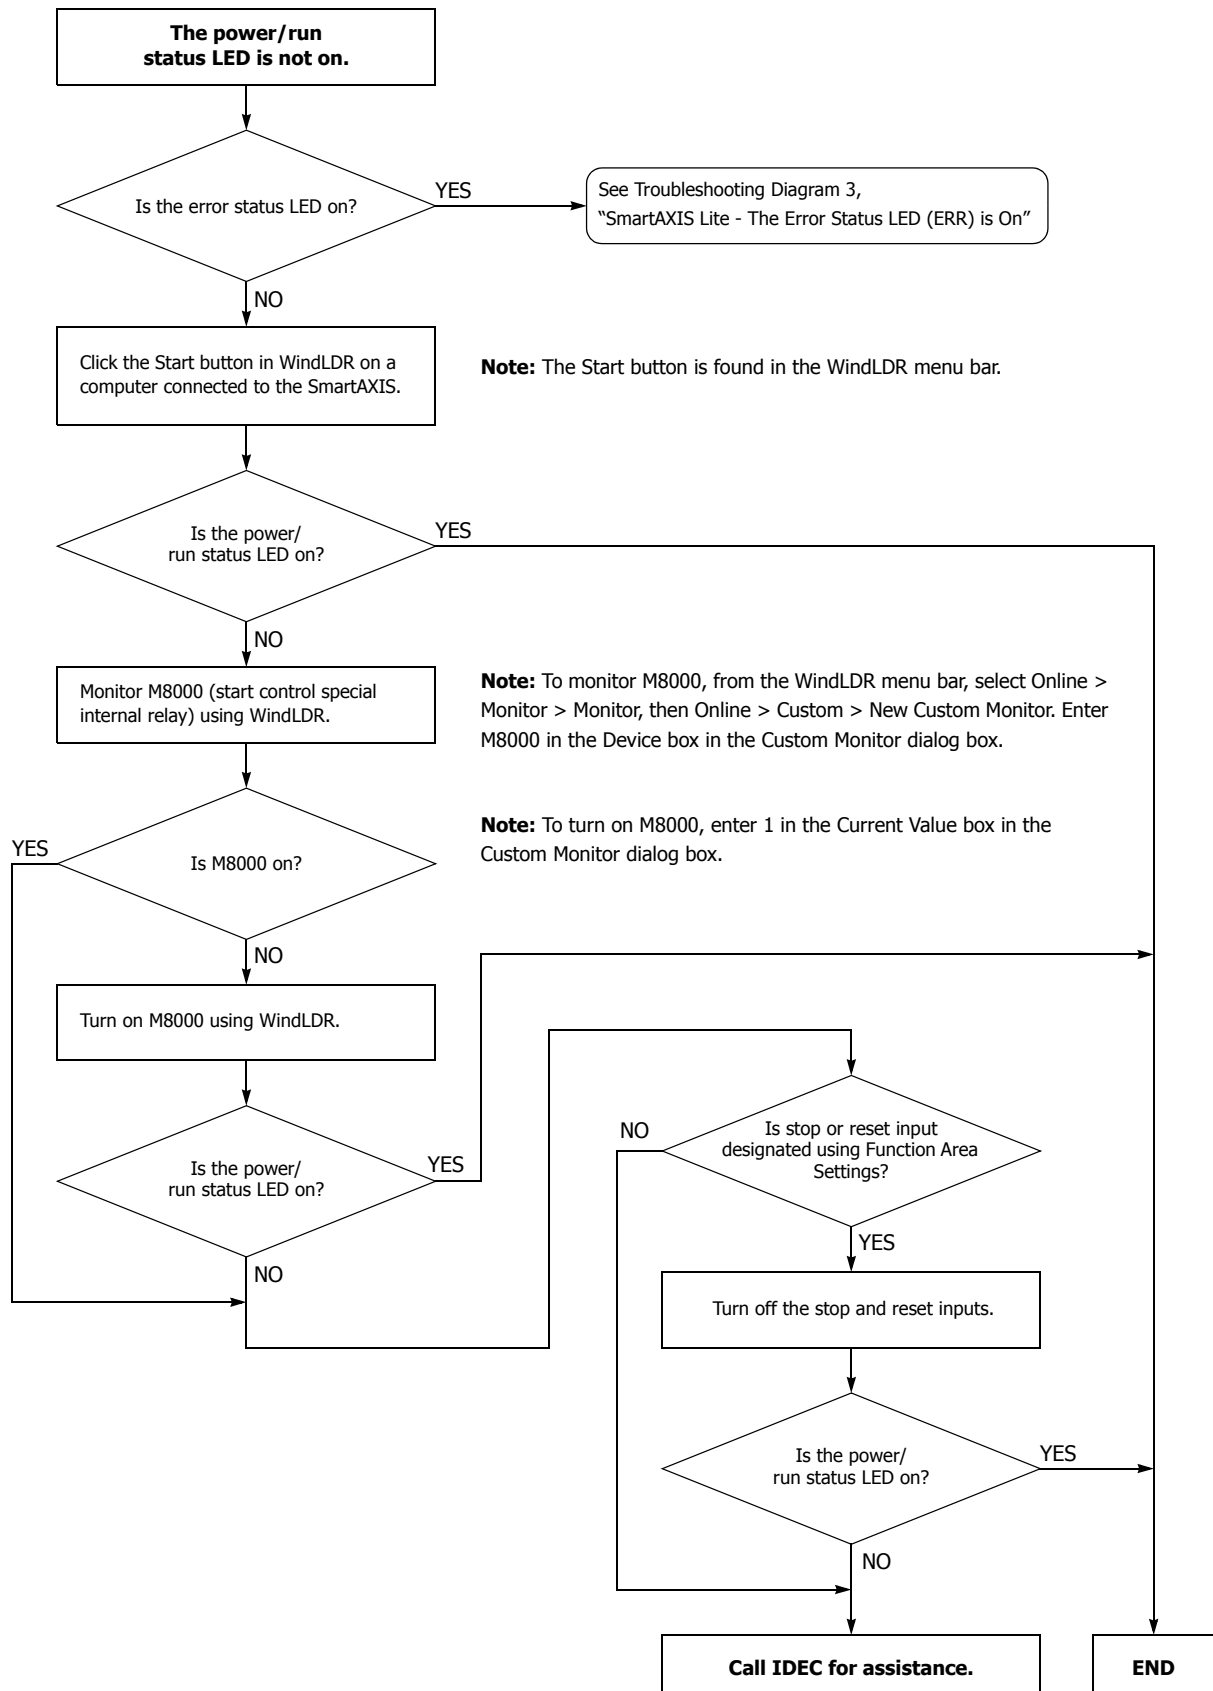 The power/run
status LED is not on.
Is the error status LED on?
YES
See Troubleshooting Diagram 3,
“SmartAXIS Lite - The Error Status LED (ERR) is On”
NO
Click the Start button in WindLDR on a
computer connected to the SmartAXIS.
Note: The Start button is found in the WindLDR menu bar.
Is the power/
run status LED on?
YES
NO
Monitor M8000 (start control special
internal relay) using WindLDR.
Note: To monitor M8000, from the WindLDR menu bar, select Online >
Monitor > Monitor, then Online > Custom > New Custom Monitor. Enter
M8000 in the Device box in the Custom Monitor dialog box.
Note: To turn on M8000, enter 1 in the Current Value box in the
Custom Monitor dialog box.
YES
Is M8000 on?
NO
Turn on M8000 using WindLDR.
Is the power/
run status LED on?
YES
NO
NO
Is stop or reset input
designated using Function Area
Settings?
YES
Turn off the stop and reset inputs.
Is the power/
run status LED on?
YES
NO
Call IDEC for assistance.
END